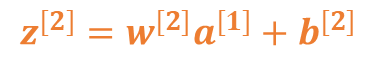 z[2] = w[2]a[1] + b[2]